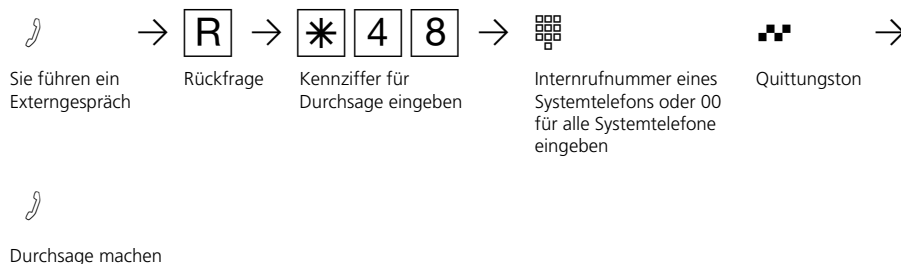 R * 4 8
Sie führen ein
Externgespräch
Rückfrage
Kennziffer für
Durchsage eingeben
Internrufnummer eines
Systemtelefons oder 00
für alle Systemtelefone
eingeben
Quittungston
Durchsage machen